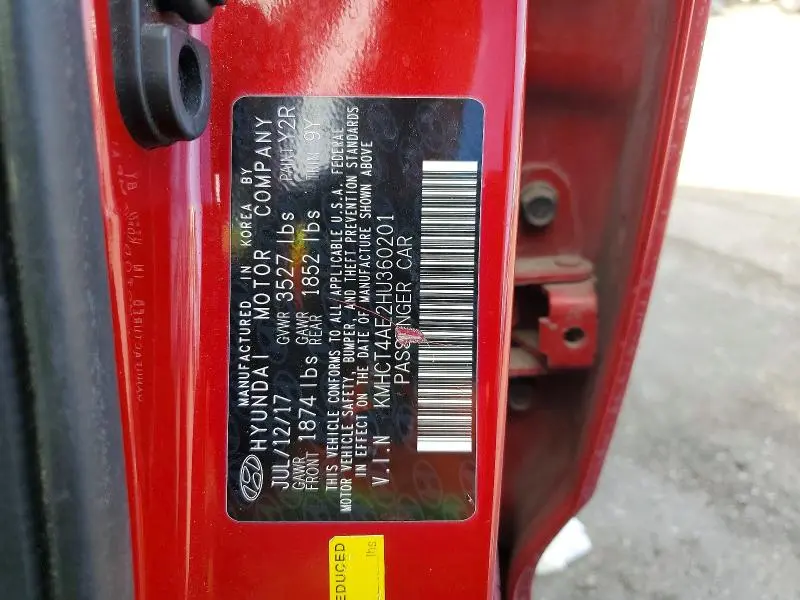 MANUFACTURED IN KOREA BY
HYUNDAI MOTOR COMPANY
JUL/12/17 GVWR 3527 lbs PAINT Y2R
GAWR FRONT 1874 lbs GAWR REAR 1852 lbs TRIM 9Y
THIS VEHICLE CONFORMS TO ALL APPLICABLE U.S.A. FEDERAL
MOTOR VEHICLE SAFETY, BUMPER, AND THEFT PREVENTION STANDARDS
IN EFFECT ON THE DATE OF MANUFACTURE SHOWN ABOVE
V.I.N KMHCT4AE2HU360201
PASSENGER CAR
EDUCED
lbs